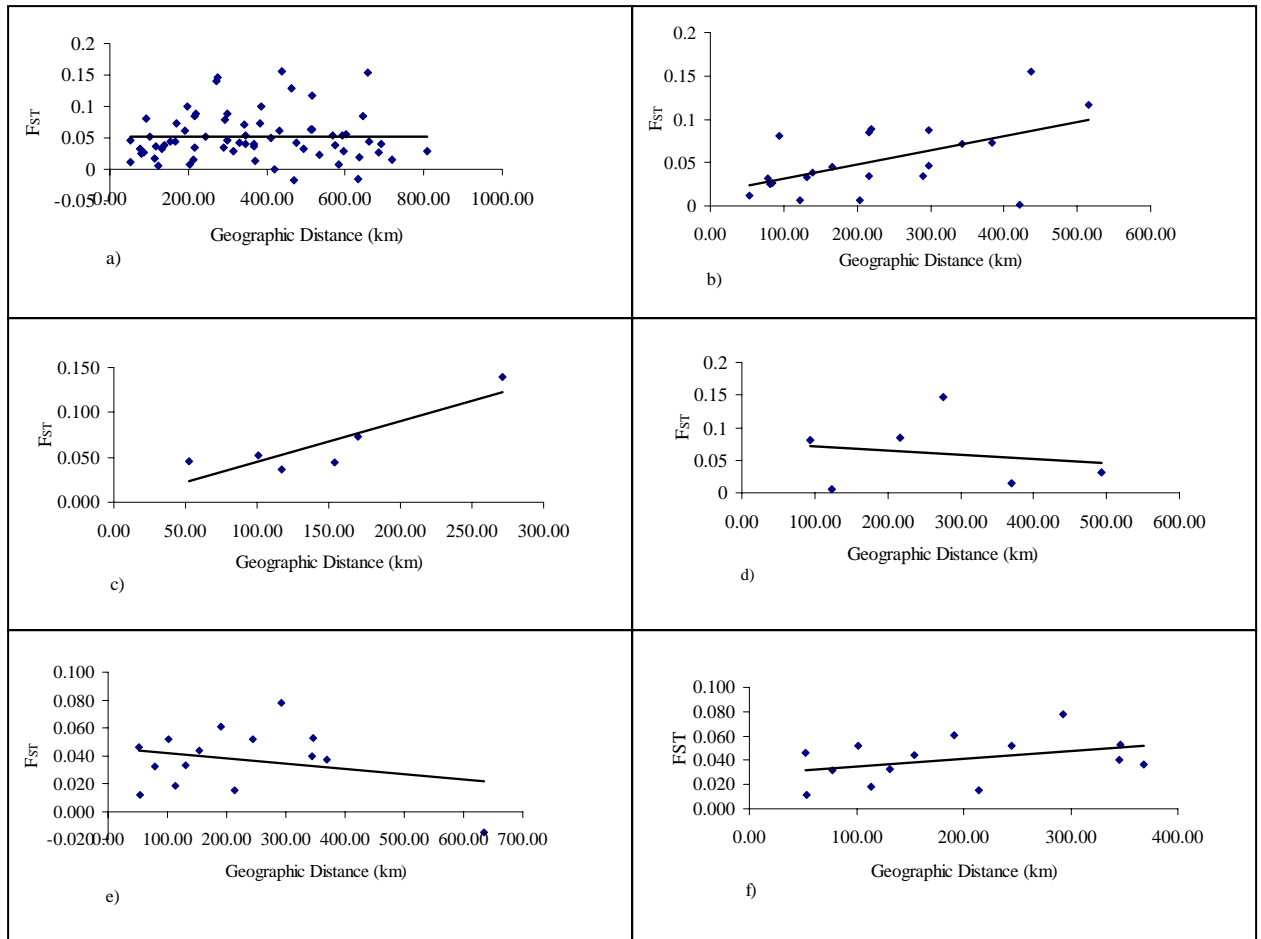 0.2
0.15
0.1
0.05
0
-0.05
FST
0.00 200.00 400.00 600.00 800.00 1000.00
Geographic Distance (km)
a)
0.2
0.15
0.1
0.05
0
FST
0.00 100.00 200.00 300.00 400.00 500.00 600.00
Geographic Distance (km)
b)
0.150
0.100
0.050
0.000
FST
0.00 50.00 100.00 150.00 200.00 250.00 300.00
Geographic Distance (km)
c)
0.2
0.15
0.1
0.05
0
FST
0.00 100.00 200.00 300.00 400.00 500.00 600.00
Geographic Distance (km)
d)
0.100
0.080
0.060
0.040
0.020
0.000
-0.020
FST
0.00 100.00 200.00 300.00 400.00 500.00 600.00 700.00
Geographic Distance (km)
e)
0.100
0.080
0.060
0.040
0.020
0.000
FST
0.00 100.00 200.00 300.00 400.00
Geographic Distance (km)
f)